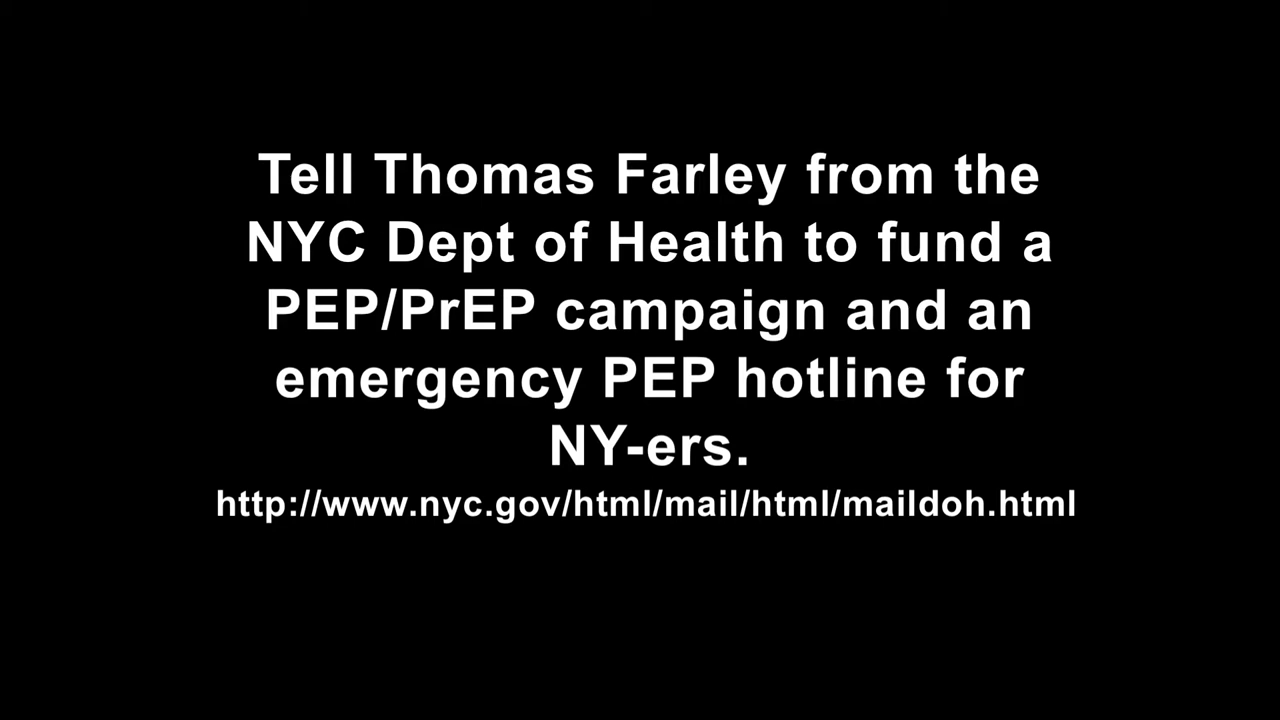 Tell Thomas Farley from the
NYC Dept of Health to fund a
PEP/PrEP campaign and an
emergency PEP hotline for
NY-ers.
http://www.nyc.gov/html/mail/html/maildoh.html